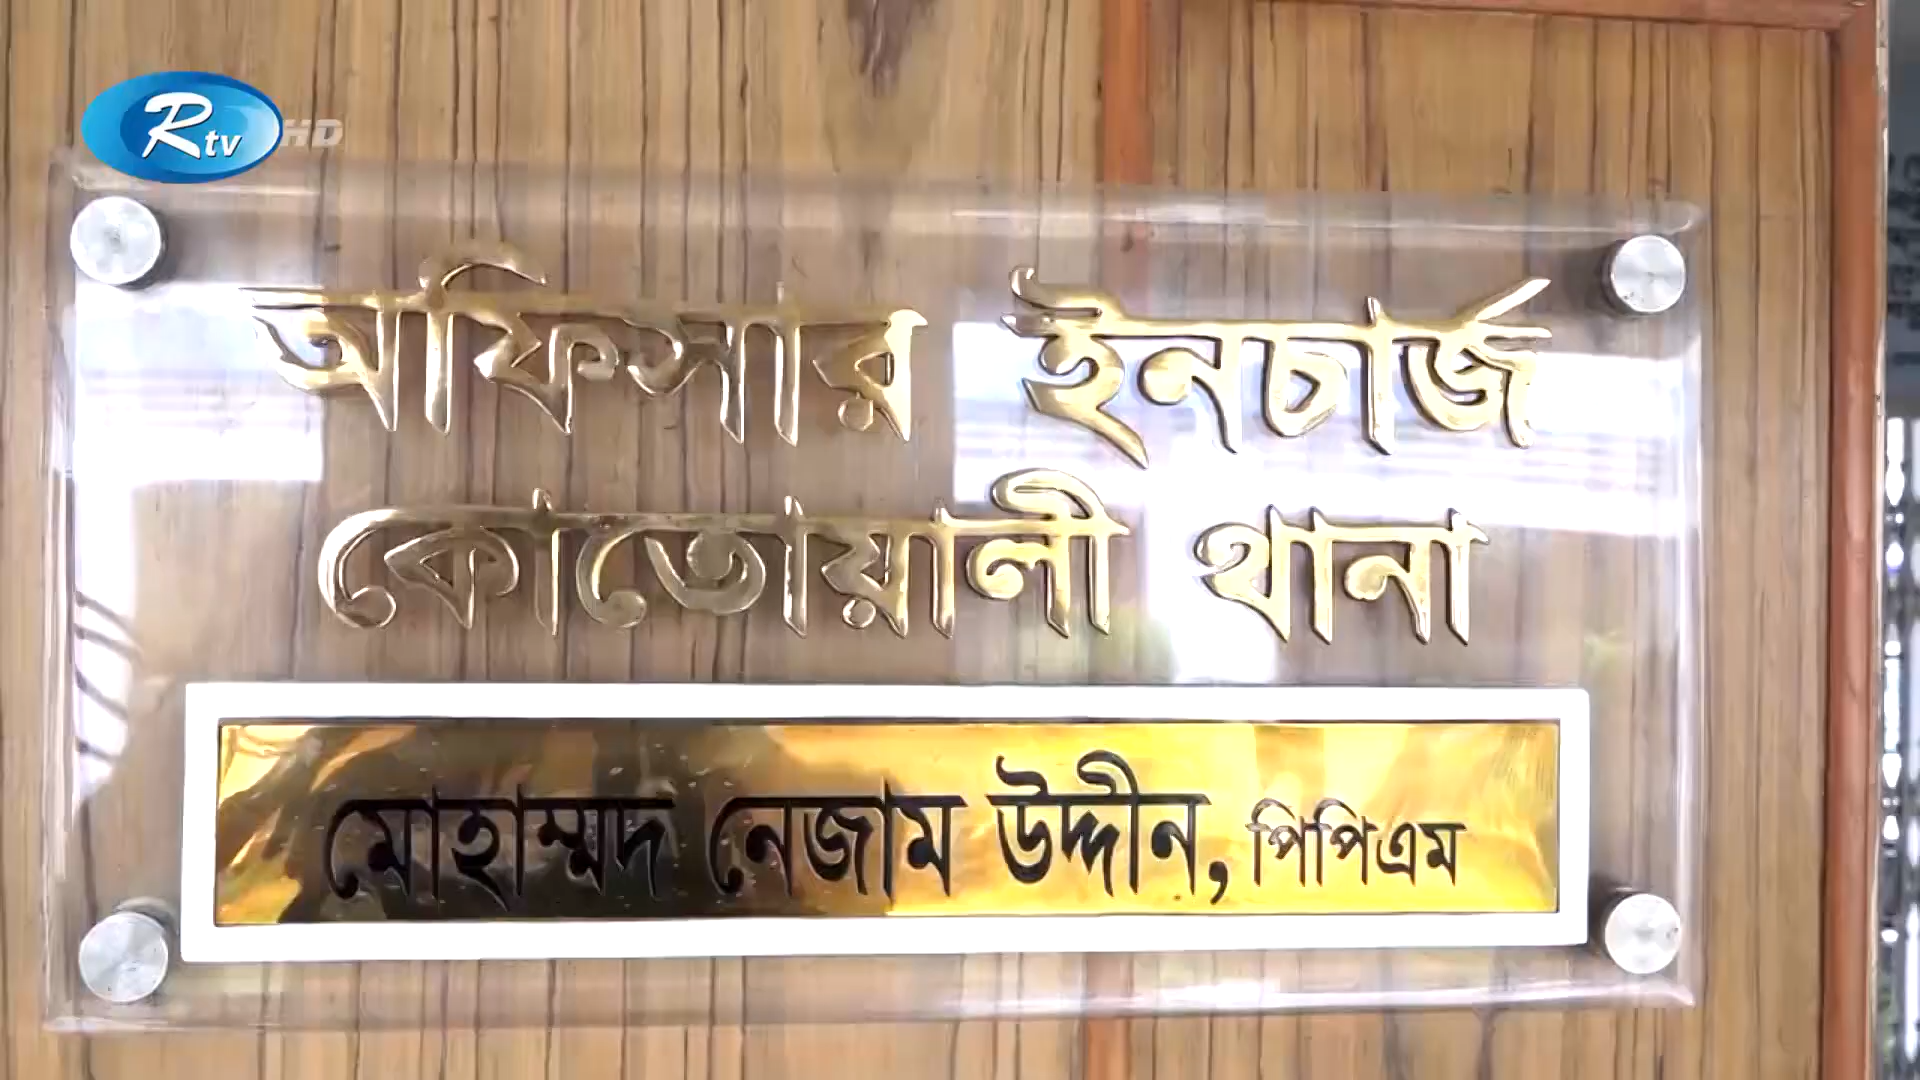 Rtv HD
অফিসার ইনচার্জ
কোতোয়ালী থানা
মোহাম্মদ নেজাম উদ্দীন, পিপিএম